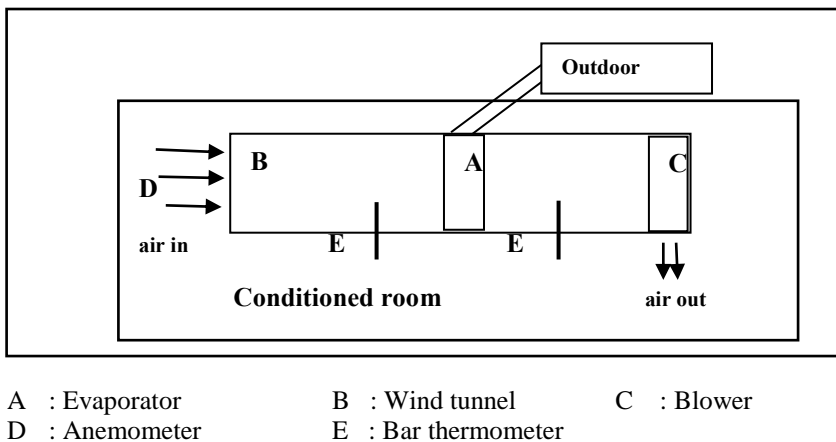 Outdoor
B
A
C
D
air in
E
E
Conditioned room
air out
A : Evaporator B : Wind tunnel C : Blower
D : Anemometer E : Bar thermometer